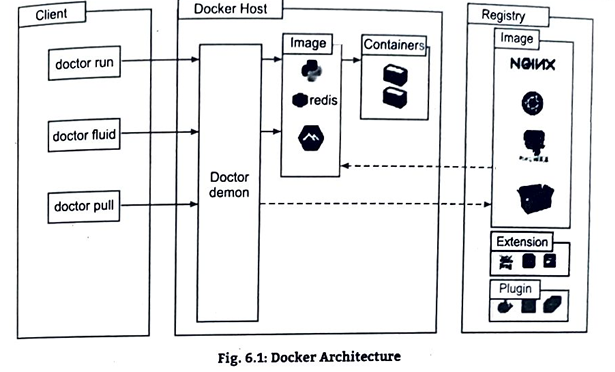 Client
Docker Host
Registry
doctor run
doctor fluid
doctor pull
Doctor
demon
Image
redis
Containers
Image
NGINX
Extension
Plugin
Fig. 6.1: Docker Architecture